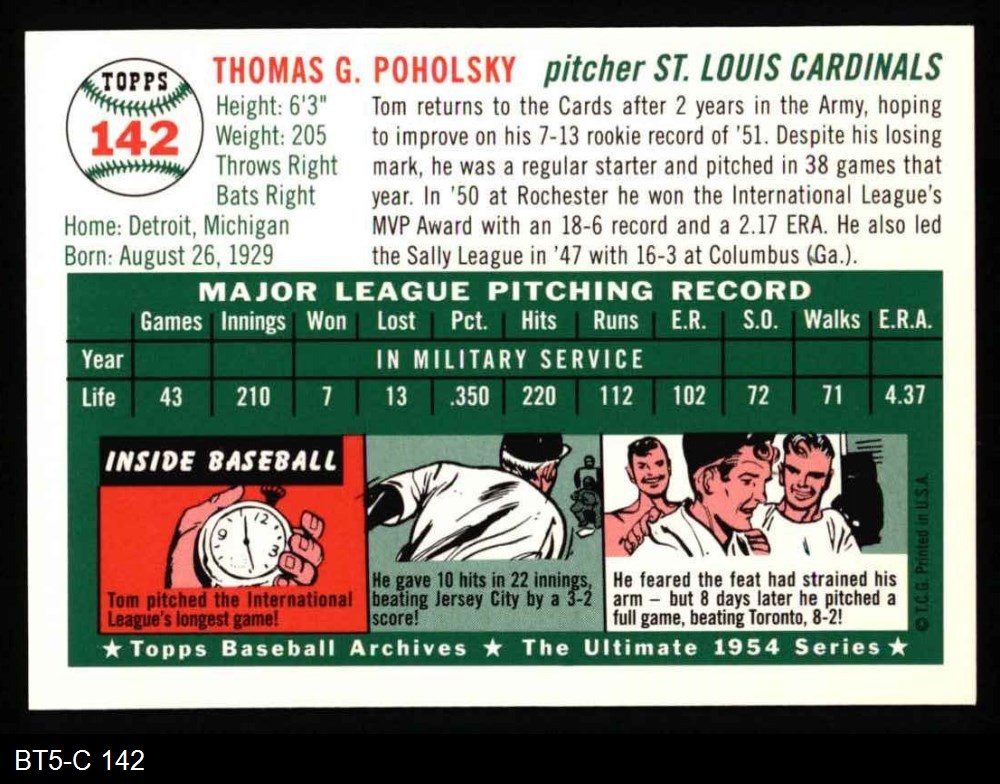 TOPPS
142
THOMAS G. POHOLSKY pitcher ST. LOUIS CARDINALS
Height: 6'3"
Weight: 205
Throws Right
Bats Right
Home: Detroit, Michigan
Born: August 26, 1929
Tom returns to the Cards after 2 years in the Army, hoping
to improve on his 7-13 rookie record of '51. Despite his losing
mark, he was a regular starter and pitched in 38 games that
year. In '50 at Rochester he won the International League's
MVP Award with an 18-6 record and a 2.17 ERA. He also led
the Sally League in '47 with 16-3 at Columbus (Ga.).
MAJOR LEAGUE PITCHING RECORD
Games Innings Won Lost Pct. Hits Runs E.R. S.O. Walks E.R.A.
Year IN MILITARY SERVICE
Life 43 210 7 13 .350 220 112 102 72 71 4.37
INSIDE BASEBALL
12
3
Tom pitched the International
League's longest game!
He gave 10 hits in 22 innings,
beating Jersey City by a 3-2
score!
He feared the feat had strained his
arm – but 8 days later he pitched a
full game, beating Toronto, 8-2!
© T.C.G. Printed in U.S.A.
★ Topps Baseball Archives ★ The Ultimate 1954 Series ★
BT5-C 142